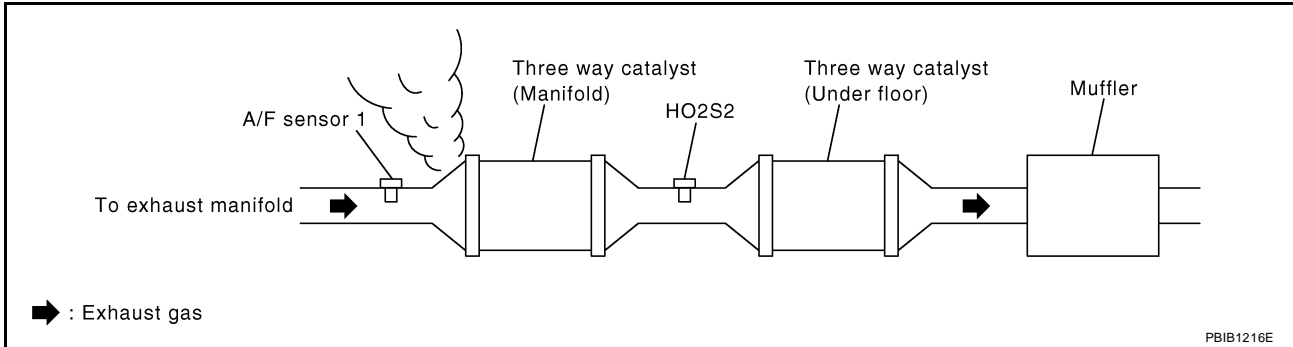 Three way catalyst
(Manifold)
Three way catalyst
(Under floor)
Muffler
A/F sensor 1
HO2S2
To exhaust manifold
: Exhaust gas
PBIB1216E